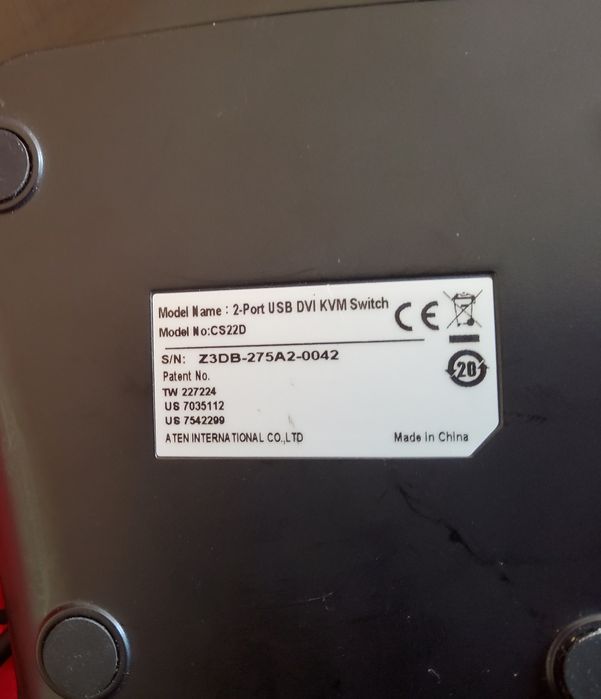 Model Name : 2-Port USB DVI KVM Switch
Model No:CS22D
CE
S/N: Z3DB-275A2-0042
20
Patent No.
TW 227224
US 7035112
US 7542299
ATEN INTERNATIONAL CO.,LTD
Made in China